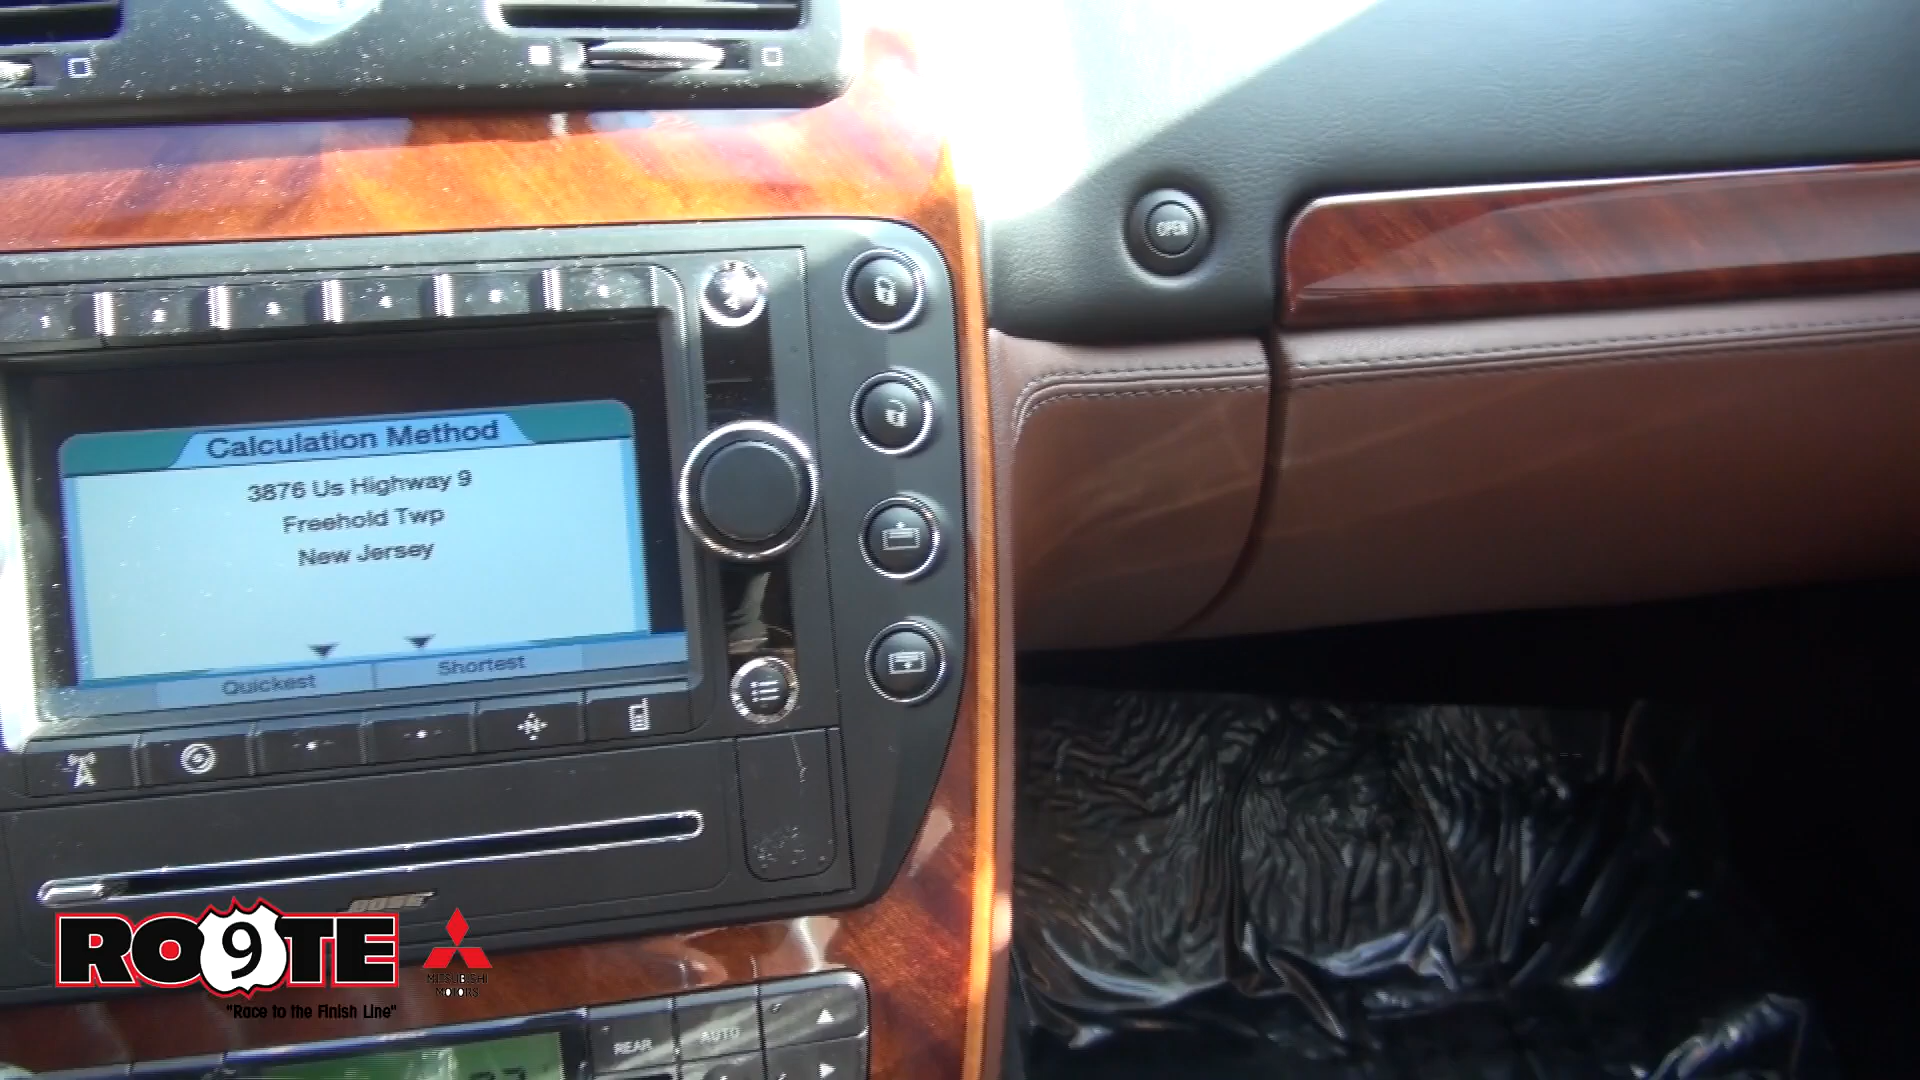 OPEN
Calculation Method
3876 Us Highway 9
Freehold Twp
New Jersey
Quickest
Shortest
BOSE
RO9TE
MITSUBISHI
MOTORS
"Race to the Finish Line"
REAR
AUTO